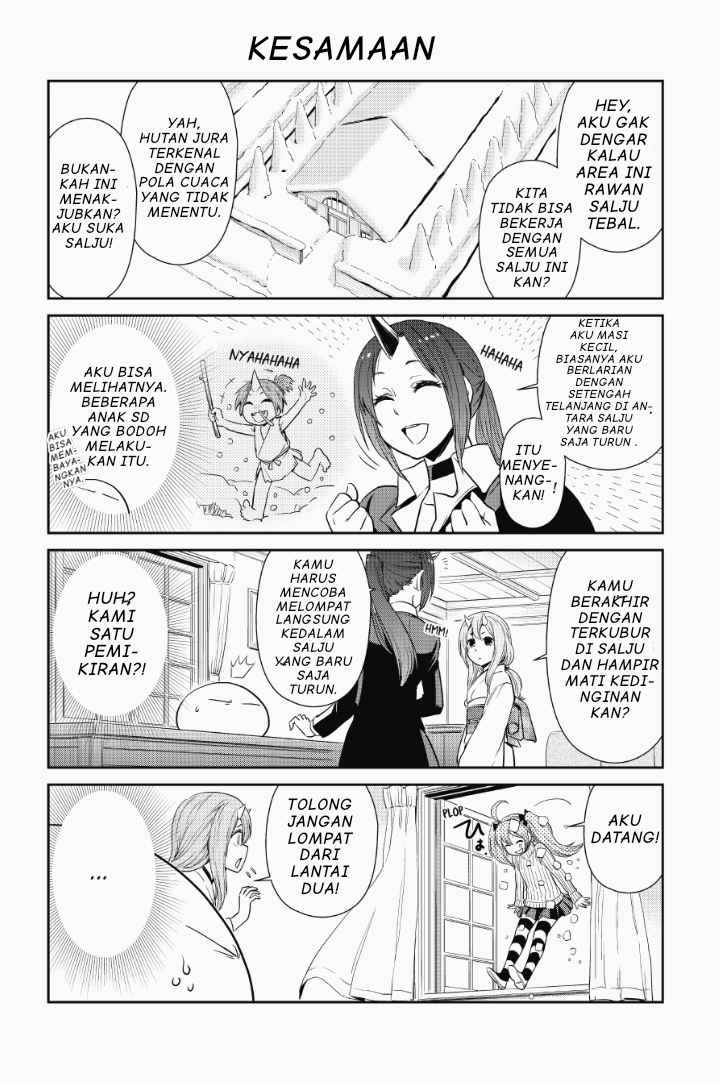 KESAMAAN
HEY,
AKU GAK
DENGAR
KALAU
AREA INI
RAWAN
SALJU
TEBAL.
KITA
TIDAK BISA
BEKERJA
DENGAN
SEMUA
SALJU INI
KAN?
YAH,
HUTAN JURA
TERKENAL
DENGAN
POLA CUACA
YANG TIDAK
MENENTU.
BUKAN-
KAH INI
MENAK-
JUBKAN?
AKU SUKA
SALJU!
KETIKA
AKU MASI
KECIL,
BIASANYA AKU
BERLARIAN
DENGAN
SETENGAH
TELANJANG DI AN-
TARA SALJU
YANG BARU
SAJA TURUN .
ITU
MENYE-
NANG-
KAN!
HAHAHA
NYAHAHAHA
AKU BISA
MELIHATNYA.
BEBERAPA
ANAK SD
YANG BODOH
MELAKU-
KAN ITU.
AKU
BISA
MEM-
BAYA-
NGKAN
NYA.
KAMU
BERAKHIR
DENGAN
TERKUBUR
DI SALJU
DAN HAMPIR
MATI KEDI-
NGINAN
KAN?
HMM!
KAMU
HARUS
MENCOBA
MELOMPAT
LANGSUNG
KEDALAM
SALJU
YANG BARU
SAJA
TURUN.
HUH?
KAMI
SATU
PEMI-
KIRAN?!
AKU
DATANG!
PLOP
ひょ
TOLONG
JANGAN
LOMPAT
DARI
LANTAI
DUA!
...